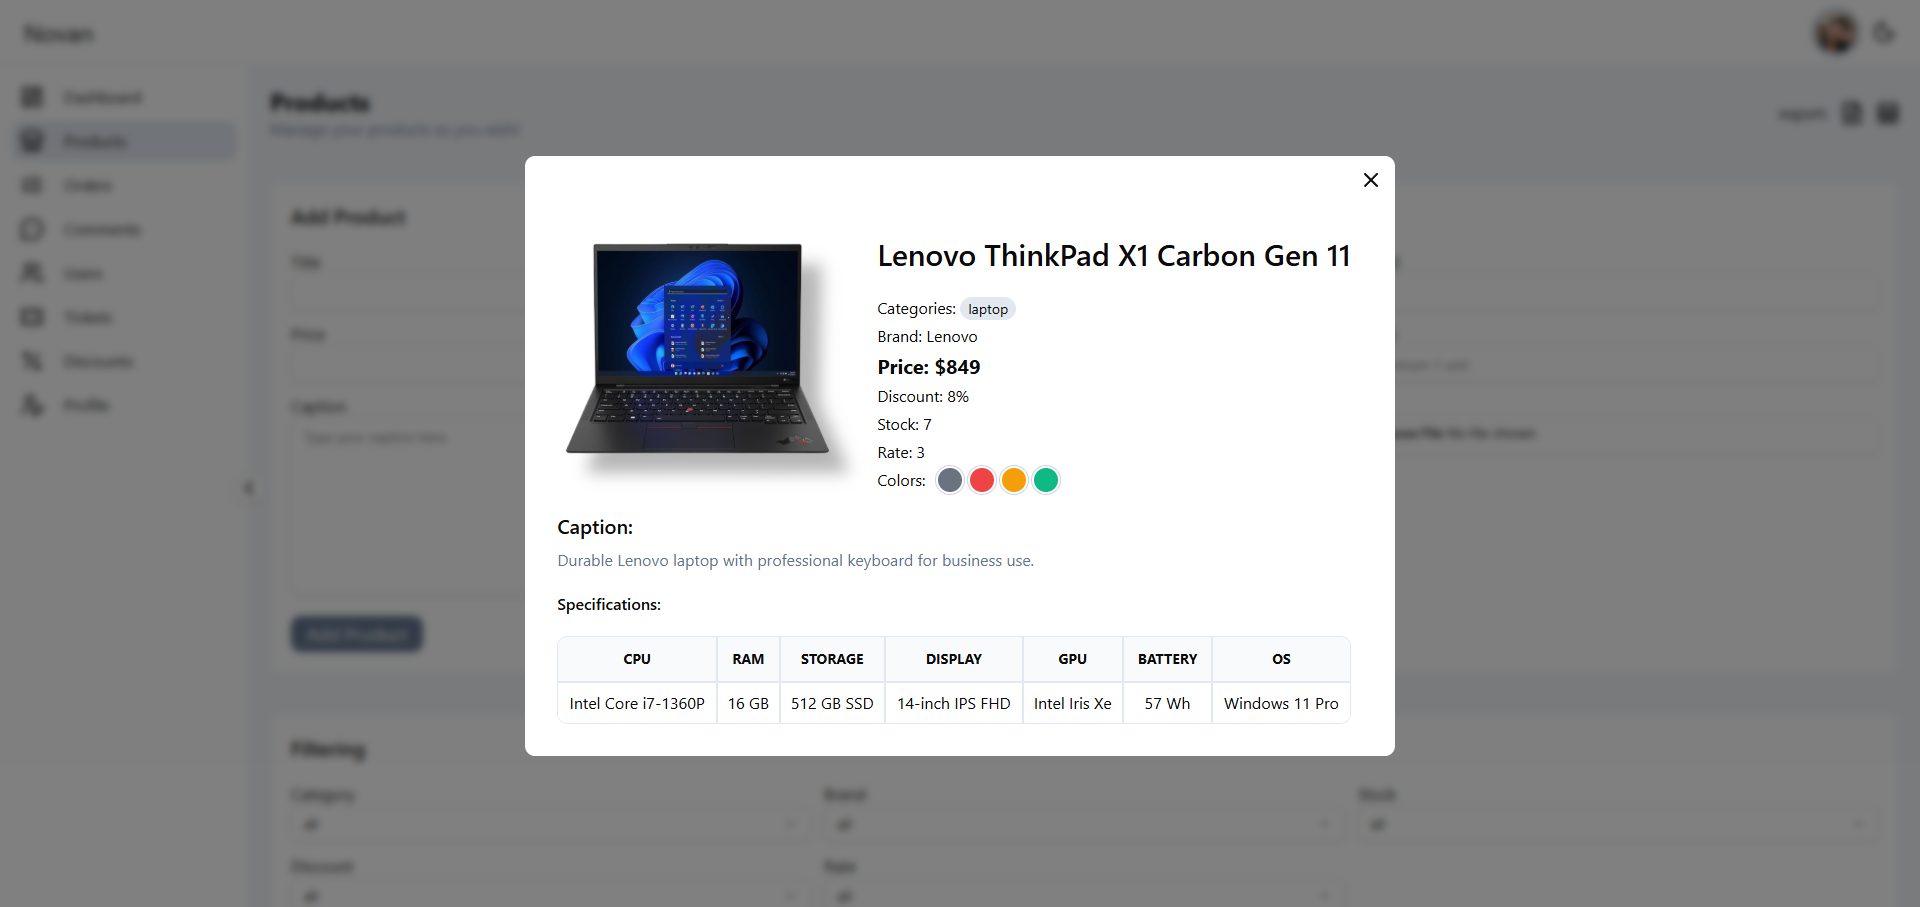 Novan
Dashboard
Products
Orders
Comments
Users
Tickets
Discounts
Profile
Products
Manage your products as you wish!
export:
Add Product
Title
Price
Caption
Type your caption here.
Add Product
Lenovo ThinkPad X1 Carbon Gen 11
Categories: laptop
Brand: Lenovo
Price: $849
Discount: 8%
Stock: 7
Rate: 3
Colors:
Caption:
Durable Lenovo laptop with professional keyboard for business use.
Specifications:
CPU RAM STORAGE DISPLAY GPU BATTERY OS
Intel Core i7-1360P 16 GB 512 GB SSD 14-inch IPS FHD Intel Iris Xe 57 Wh Windows 11 Pro
No file chosen
Filtering
Category Brand Stock
all all all
Discount Rate
all all